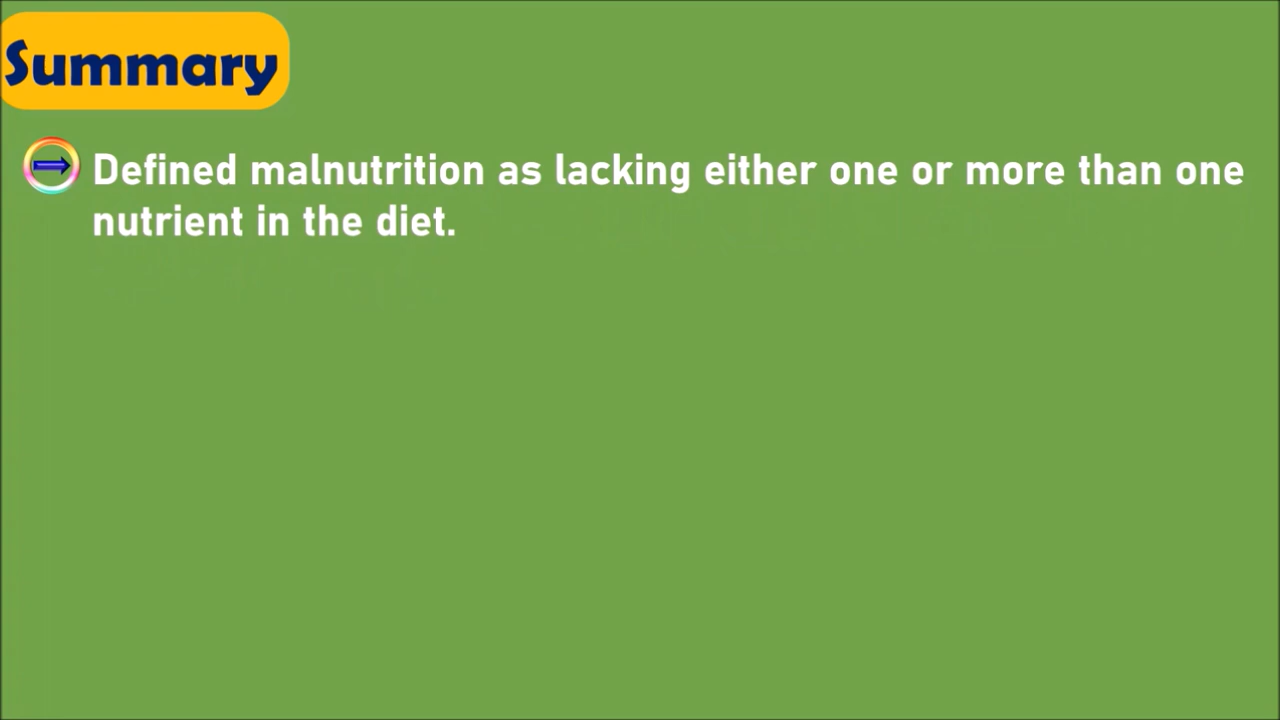 Summary
Defined malnutrition as lacking either one or more than one
nutrient in the diet.